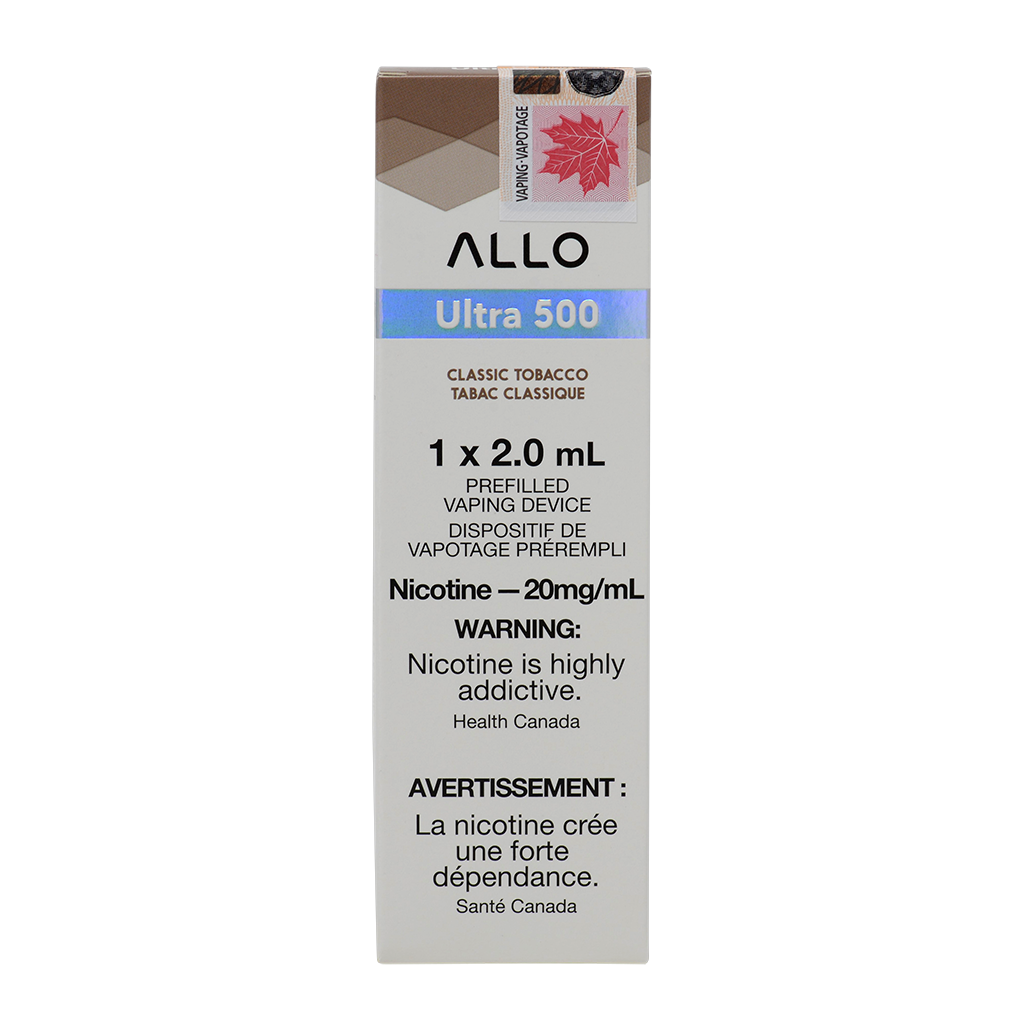 VAPING·VAPOTAGE
ALLO
Ultra 500
CLASSIC TOBACCO
TABAC CLASSIQUE
1 x 2.0 mL
PREFILLED
VAPING DEVICE
DISPOSITIF DE
VAPOTAGE PRÉREMPLI
Nicotine — 20mg/mL
WARNING:
Nicotine is highly
addictive.
Health Canada
AVERTISSEMENT :
La nicotine crée
une forte
dépendance.
Santé Canada